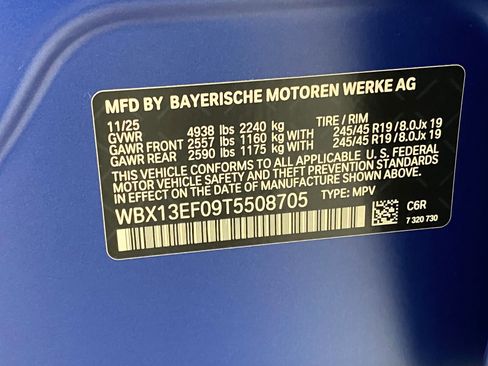 MFD BY BAYERISCHE MOTOREN WERKE AG
11/25 TIRE / RIM
GVWR 4938 lbs 2240 kg
GAWR FRONT 2557 lbs 1160 kg WITH 245/45 R19 / 8.0Jx 19
GAWR REAR 2590 lbs 1175 kg WITH 245/45 R19 / 8.0Jx 19
THIS VEHICLE CONFORMS TO ALL APPLICABLE U.S. FEDERAL
MOTOR VEHICLE SAFETY AND THEFT PREVENTION STANDARDS
IN EFFECT ON THE DATE OF MANUFACTURE SHOWN ABOVE.
WBX13EF09T5508705 TYPE: MPV
C6R
7 320 730